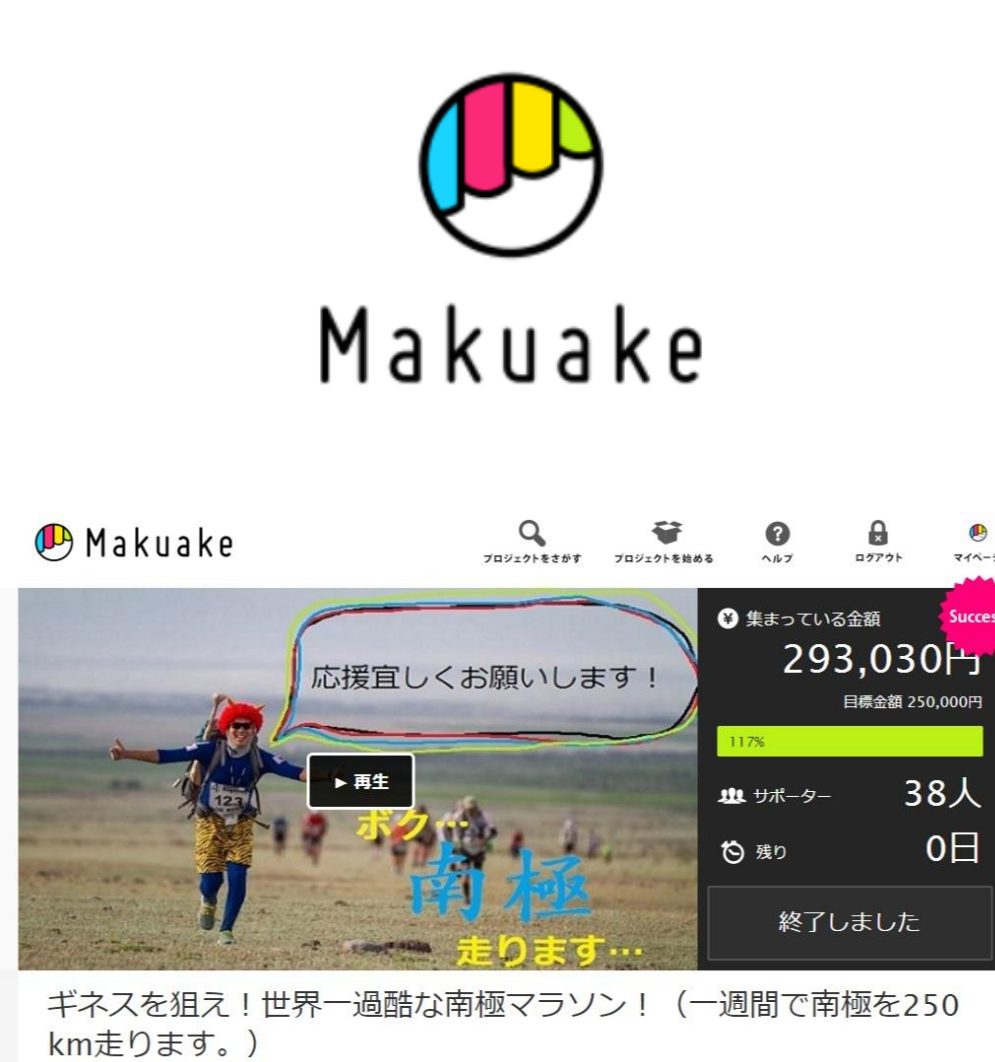 Makuake
Makuake
プロジェクトをさがす
プロジェクトを始める
ヘルプ
ログアウト
マイペー
応援宜しくお願いします！
123
▶ 再生
ボク…
南極
走ります…
¥ 集まっている金額
Succes
293,030円
目標金額 250,000円
117%
サポーター 38人
残り 0日
終了しました
ギネスを狙え！世界一過酷な南極マラソン！（一週間で南極を250
km走ります。）